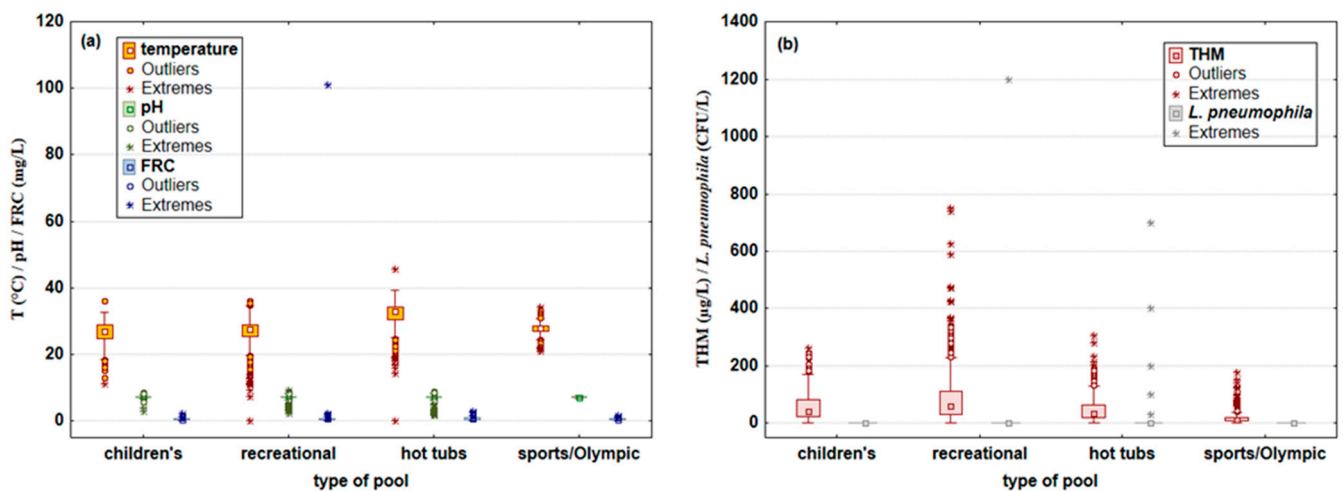 (a)
temperature
Outliers
Extremes
pH
Outliers
Extremes
FRC
Outliers
Extremes
120
100
80
60
40
20
0
T (°C) / pH / FRC (mg/L)
children's recreational hot tubs sports/Olympic
type of pool
(b)
THM
Outliers
Extremes
L. pneumophila
Extremes
1400
1200
1000
800
600
400
200
0
THM (µg/L) / L. pneumophila (CFU/L)
children's recreational hot tubs sports/Olympic
type of pool